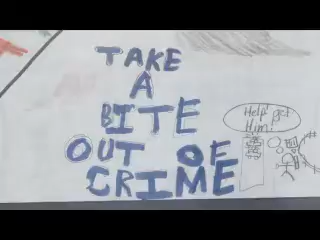 TAKE
A
BITE
OUT OF
CRIME
Help get
Him!